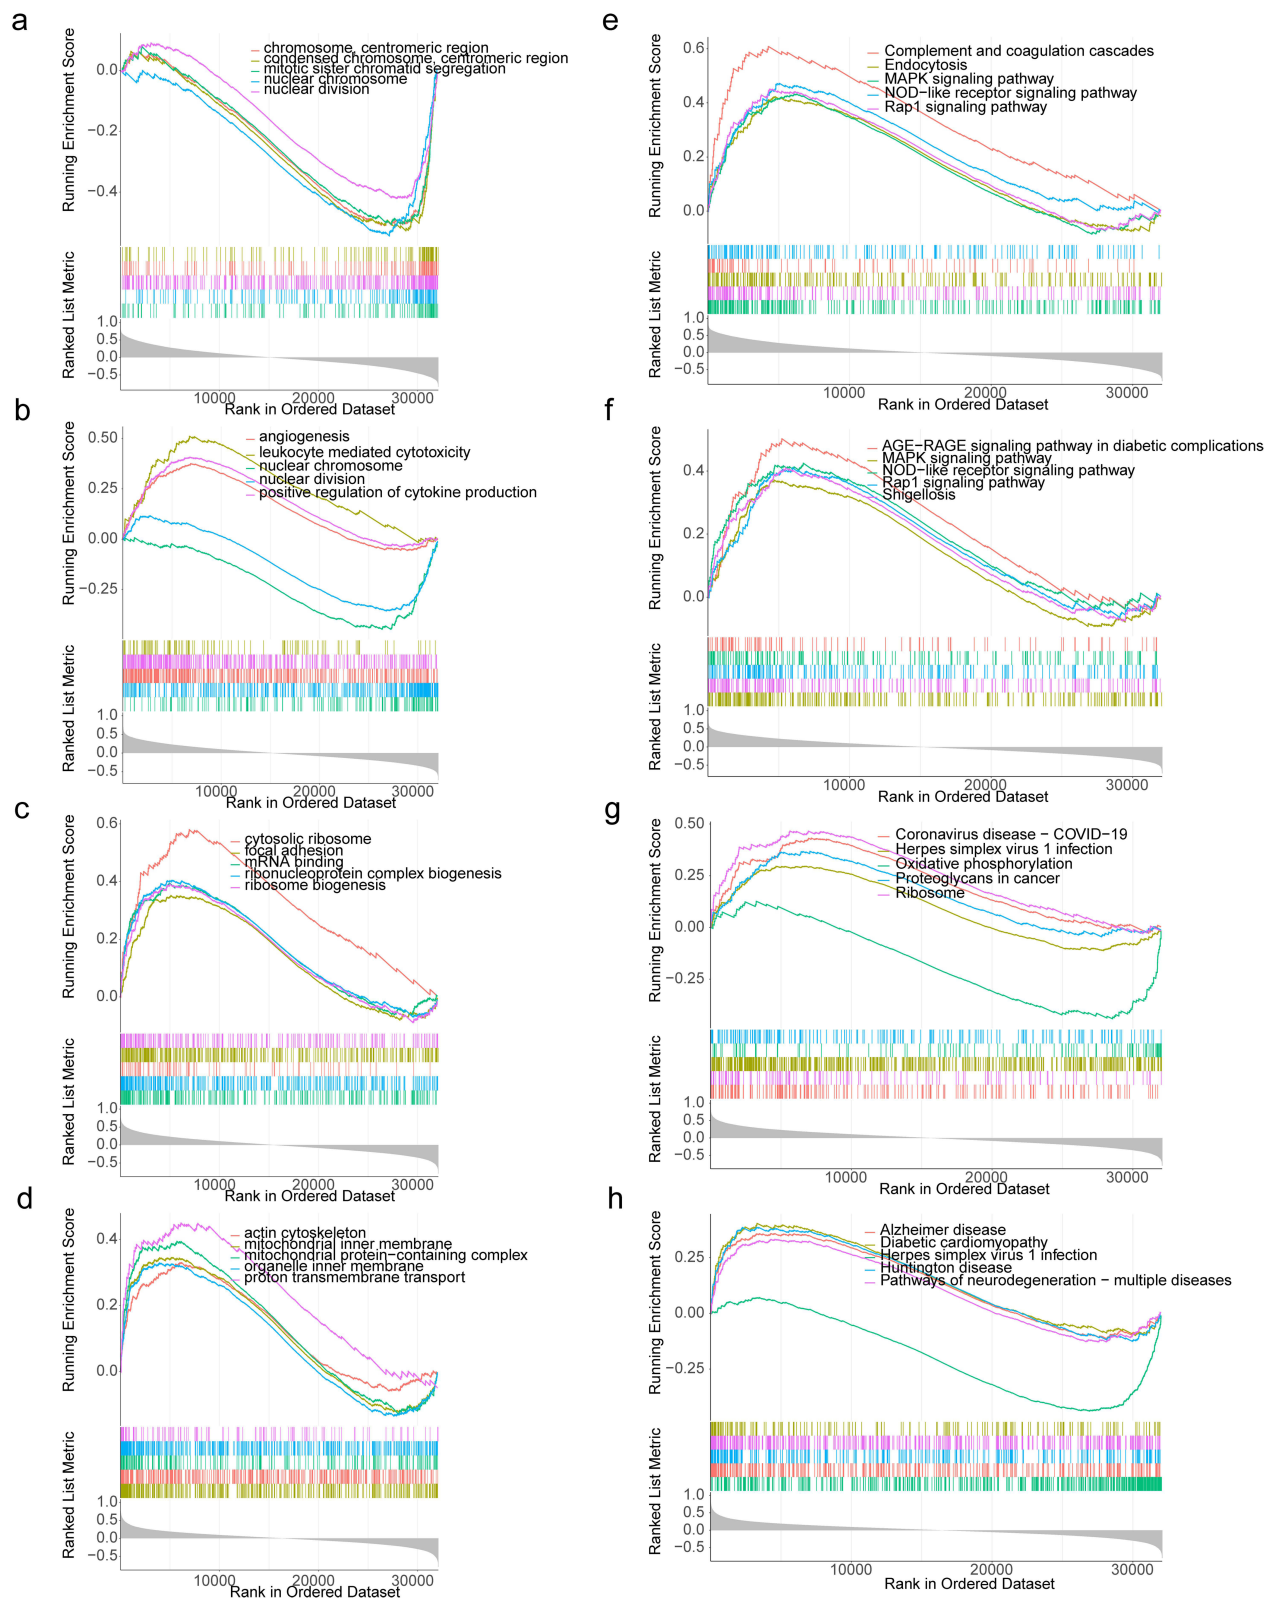 a
Running Enrichment Score
0.0
−0.2
−0.4
chromosome, centromeric region
condensed chromosome, centromeric region
mitotic sister chromatid segregation
nuclear chromosome
nuclear division
Ranked List Metric
1.0
0.5
0.0
−0.5
10000 20000 30000
Rank in Ordered Dataset
b
Running Enrichment Score
0.50
0.25
0.00
−0.25
angiogenesis
leukocyte mediated cytotoxicity
nuclear chromosome
nuclear division
positive regulation of cytokine production
Ranked List Metric
1.0
0.5
0.0
−0.5
10000 20000 30000
Rank in Ordered Dataset
c
Running Enrichment Score
0.6
0.4
0.2
0.0
cytosolic ribosome
focal adhesion
mRNA binding
ribonucleoprotein complex biogenesis
ribosome biogenesis
Ranked List Metric
1.0
0.5
0.0
−0.5
10000 20000 30000
Rank in Ordered Dataset
d
Running Enrichment Score
0.4
0.2
0.0
actin cytoskeleton
mitochondrial inner membrane
mitochondrial protein−containing complex
organelle inner membrane
proton transmembrane transport
Ranked List Metric
1.0
0.5
0.0
−0.5
10000 20000 30000
Rank in Ordered Dataset
e
Running Enrichment Score
0.6
0.4
0.2
0.0
Complement and coagulation cascades
Endocytosis
MAPK signaling pathway
NOD−like receptor signaling pathway
Rap1 signaling pathway
Ranked List Metric
1.0
0.5
0.0
−0.5
10000 20000 30000
Rank in Ordered Dataset
f
Running Enrichment Score
0.4
0.2
0.0
AGE−RAGE signaling pathway in diabetic complications
MAPK signaling pathway
NOD−like receptor signaling pathway
Rap1 signaling pathway
Shigellosis
Ranked List Metric
1.0
0.5
0.0
−0.5
10000 20000 30000
Rank in Ordered Dataset
g
Running Enrichment Score
0.50
0.25
0.00
−0.25
Coronavirus disease − COVID−19
Herpes simplex virus 1 infection
Oxidative phosphorylation
Proteoglycans in cancer
Ribosome
Ranked List Metric
1.0
0.5
0.0
−0.5
10000 20000 30000
Rank in Ordered Dataset
h
Running Enrichment Score
0.25
0.00
−0.25
Alzheimer disease
Diabetic cardiomyopathy
Herpes simplex virus 1 infection
Huntington disease
Pathways of neurodegeneration − multiple diseases
Ranked List Metric
1.0
0.5
0.0
−0.5
10000 20000 30000
Rank in Ordered Dataset